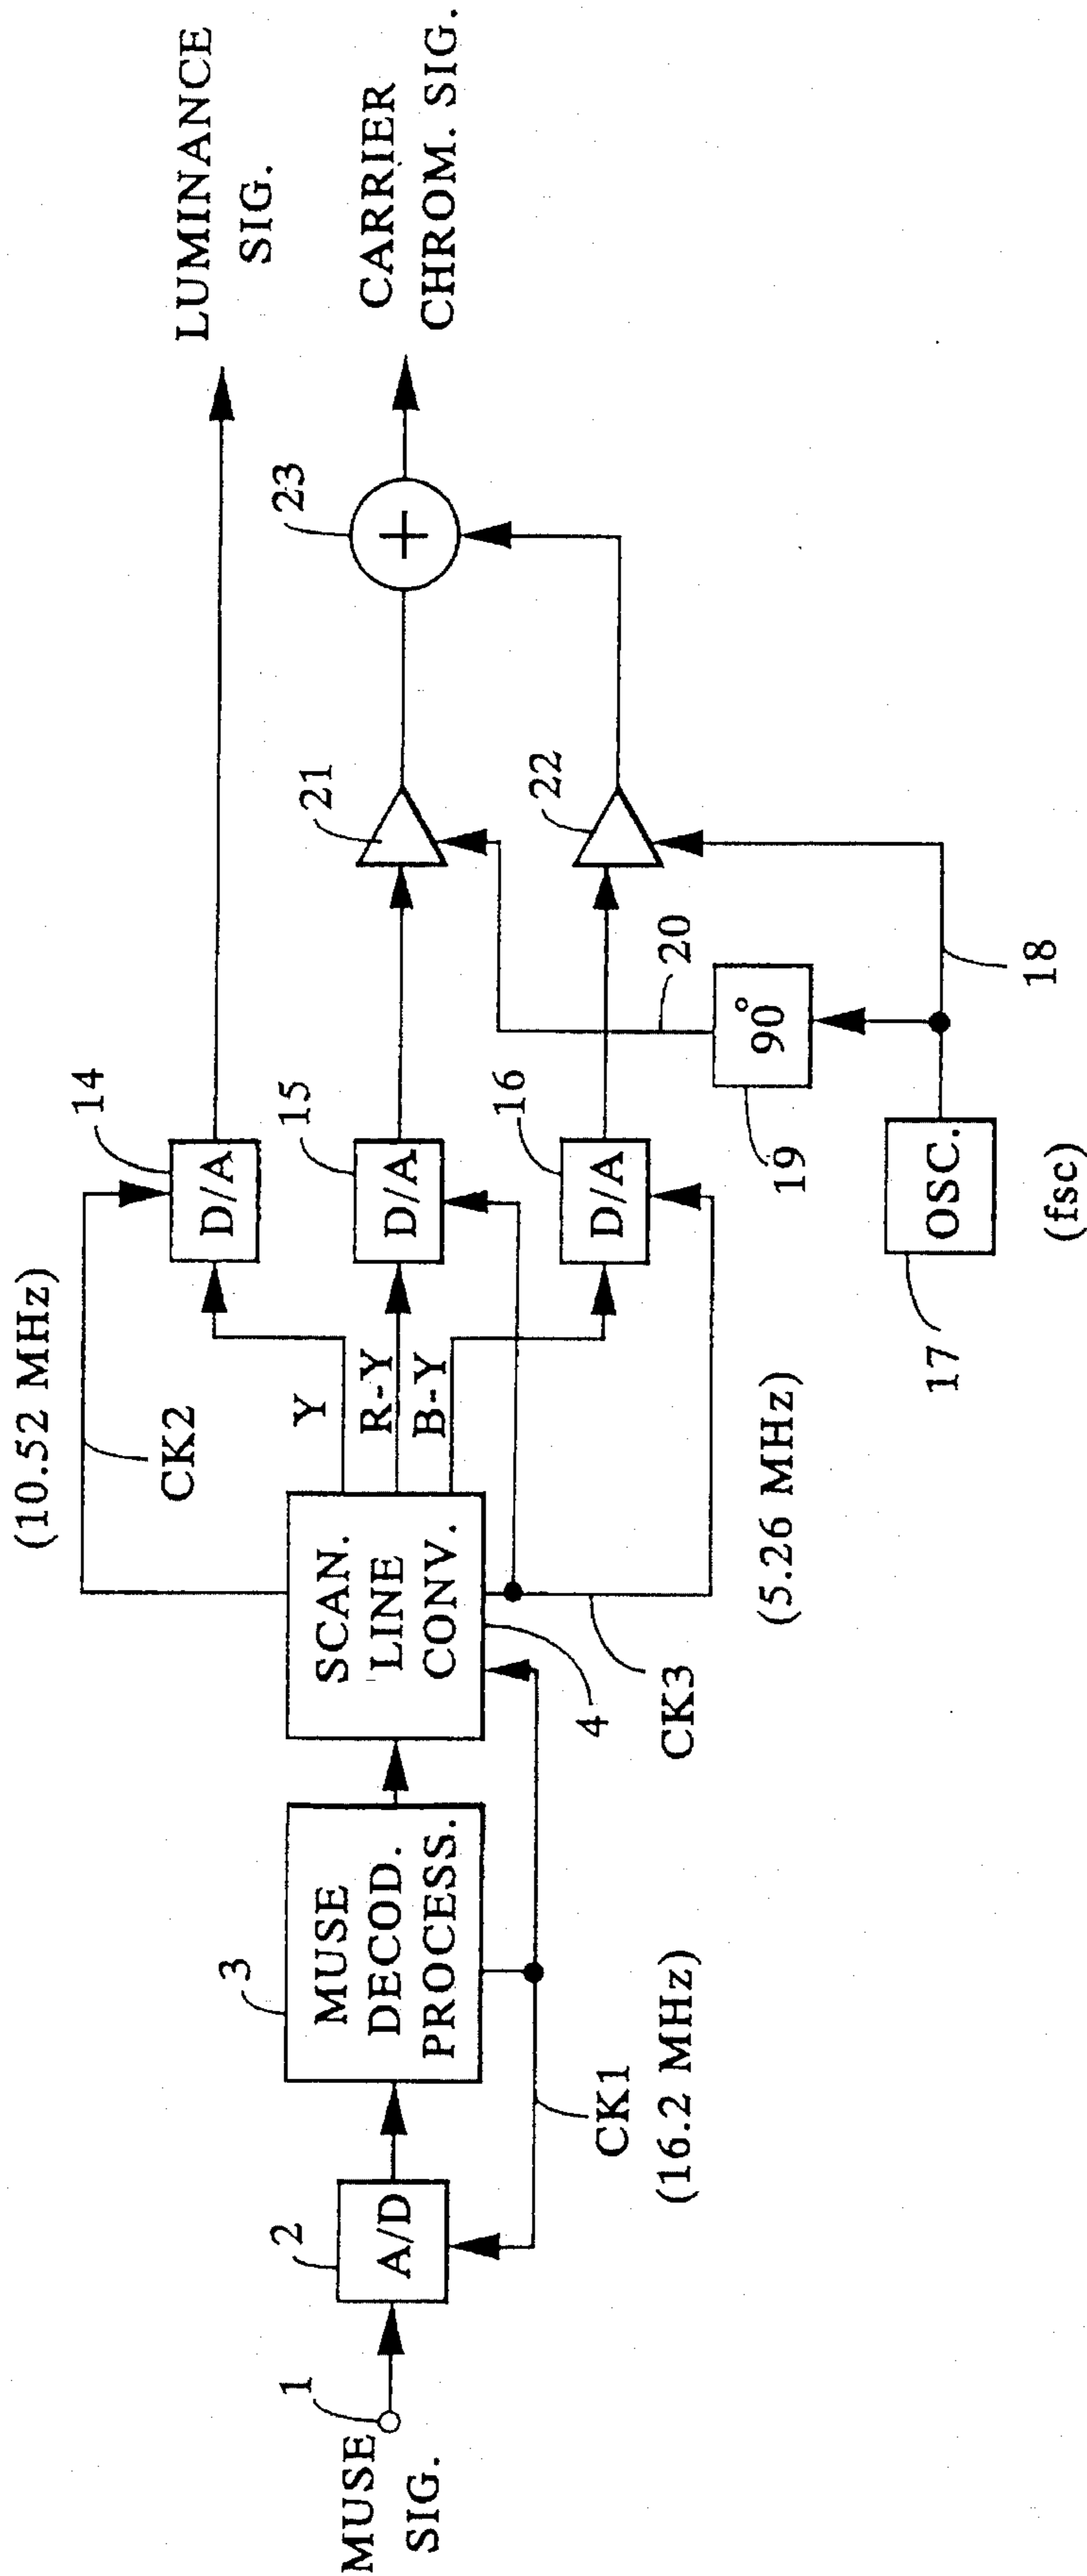 MUSE
SIG.
1
2
A/D
3
MUSE
DECOD.
PROCESS.
CK1
(16.2 MHz)
SCAN.
LINE
CONV.
4
CK3
(5.26 MHz)
(10.52 MHz)
CK2
Y
R-Y
B-Y
14
D/A
15
D/A
16
D/A
17
OSC.
(fsc)
19
90°
20
18
21
22
23
LUMINANCE
SIG.
CARRIER
CHROM. SIG.